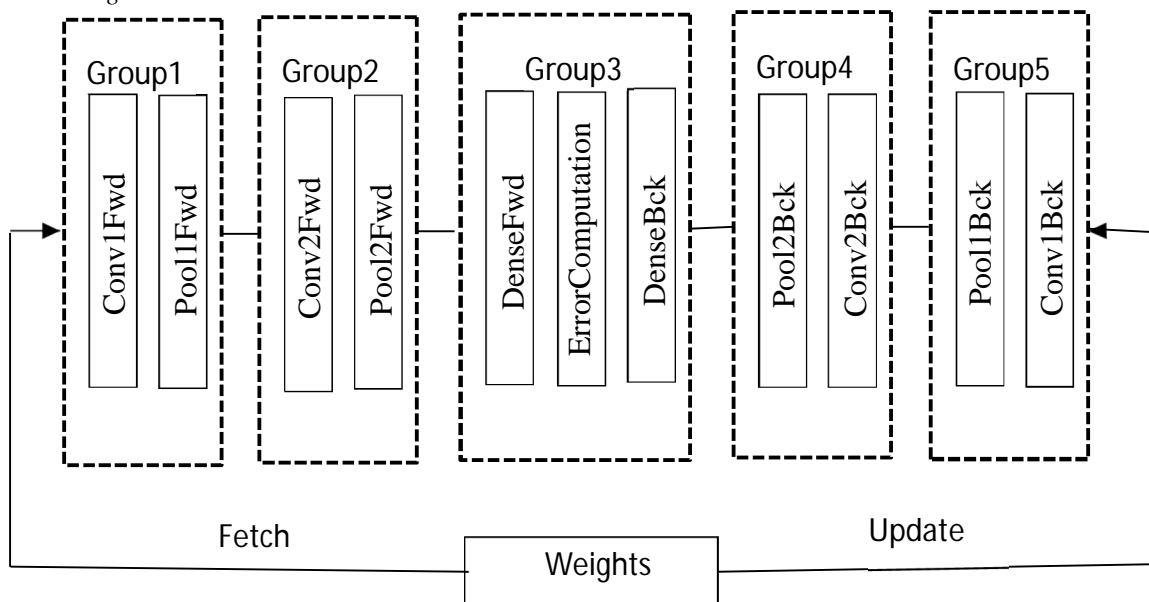 Group1
Conv1Fwd
Pool1Fwd
Group2
Conv2Fwd
Pool2Fwd
Group3
DenseFwd
ErrorComputation
DenseBck
Group4
Pool2Bck
Conv2Bck
Group5
Pool1Bck
Conv1Bck
Fetch
Weights
Update